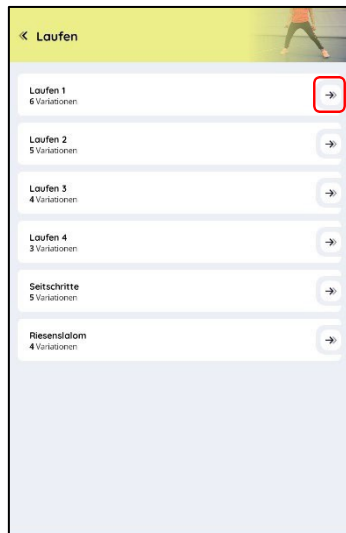 Laufen
Laufen 1
6 Variationen
Laufen 2
5 Variationen
Laufen 3
4 Variationen
Laufen 4
3 Variationen
Seitschritte
5 Variationen
Riesenslalom
4 Variationen